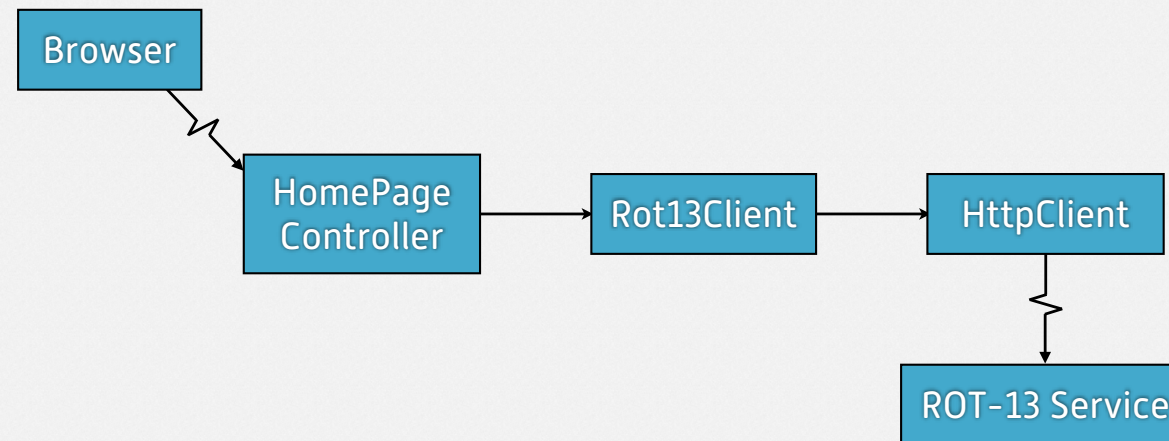 Browser
HomePage
Controller
Rot13Client
HttpClient
ROT-13 Service